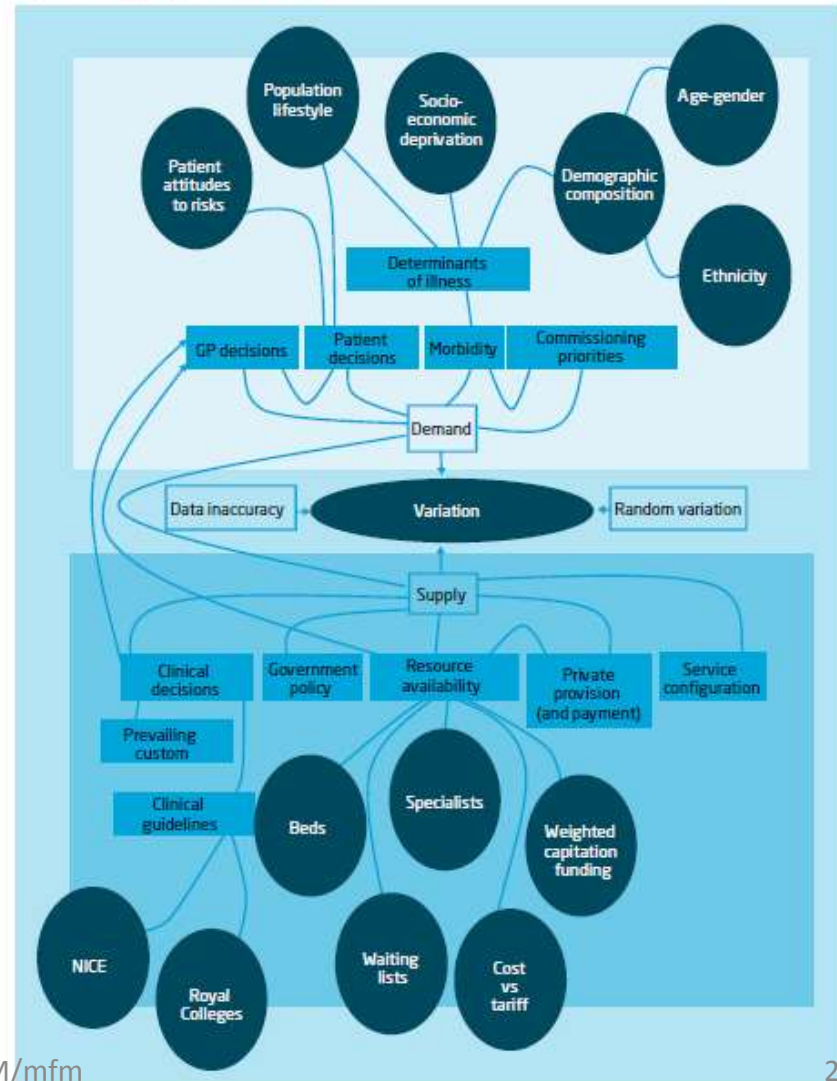 Population
lifestyle
Socio-
economic
deprivation
Age-gender
Patient
attitudes
to risks
Demographic
composition
Ethnicity
Determinants
of illness
GP decisions
Patient
decisions
Morbidity
Commissioning
priorities
Demand
Data inaccuracy
Variation
Random variation
Supply
Clinical
decisions
Government
policy
Resource
availability
Private
provision
(and payment)
Service
configuration
Prevailing
custom
Clinical
guidelines
Beds
Specialists
Weighted
capitation
funding
NICE
Royal
Colleges
Waiting
lists
Cost
vs
tariff
M/mfm
2